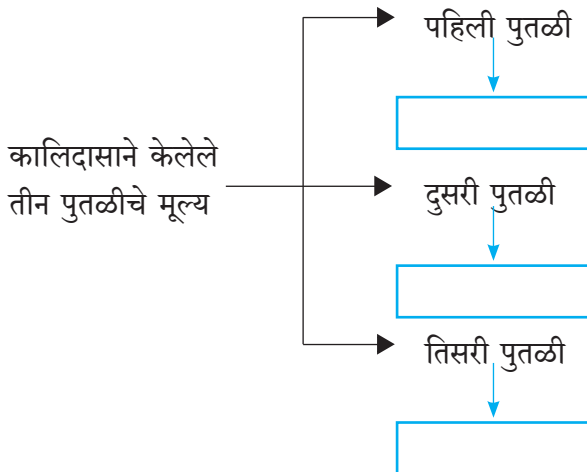 पहिली पुतळी
कालिदासाने केलेले
तीन पुतळीचे मूल्य
दुसरी पुतळी
तिसरी पुतळी